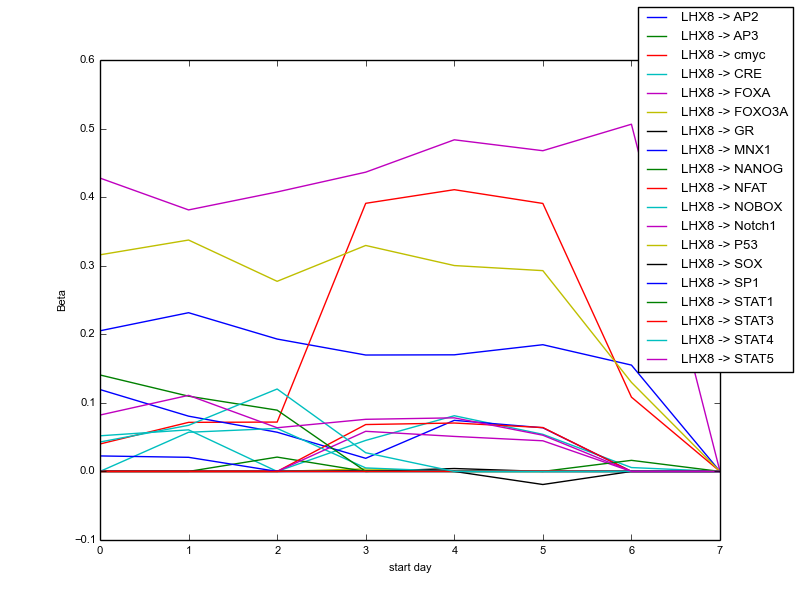 LHX8 -> AP2
LHX8 -> AP3
LHX8 -> cmyc
LHX8 -> CRE
LHX8 -> FOXA
LHX8 -> FOXO3A
LHX8 -> GR
LHX8 -> MNX1
LHX8 -> NANOG
LHX8 -> NFAT
LHX8 -> NOBOX
LHX8 -> Notch1
LHX8 -> P53
LHX8 -> SOX
LHX8 -> SP1
LHX8 -> STAT1
LHX8 -> STAT3
LHX8 -> STAT4
LHX8 -> STAT5
0.6
0.5
0.4
0.3
0.2
0.1
0.0
−0.1
Beta
0 1 2 3 4 5 6 7
start day